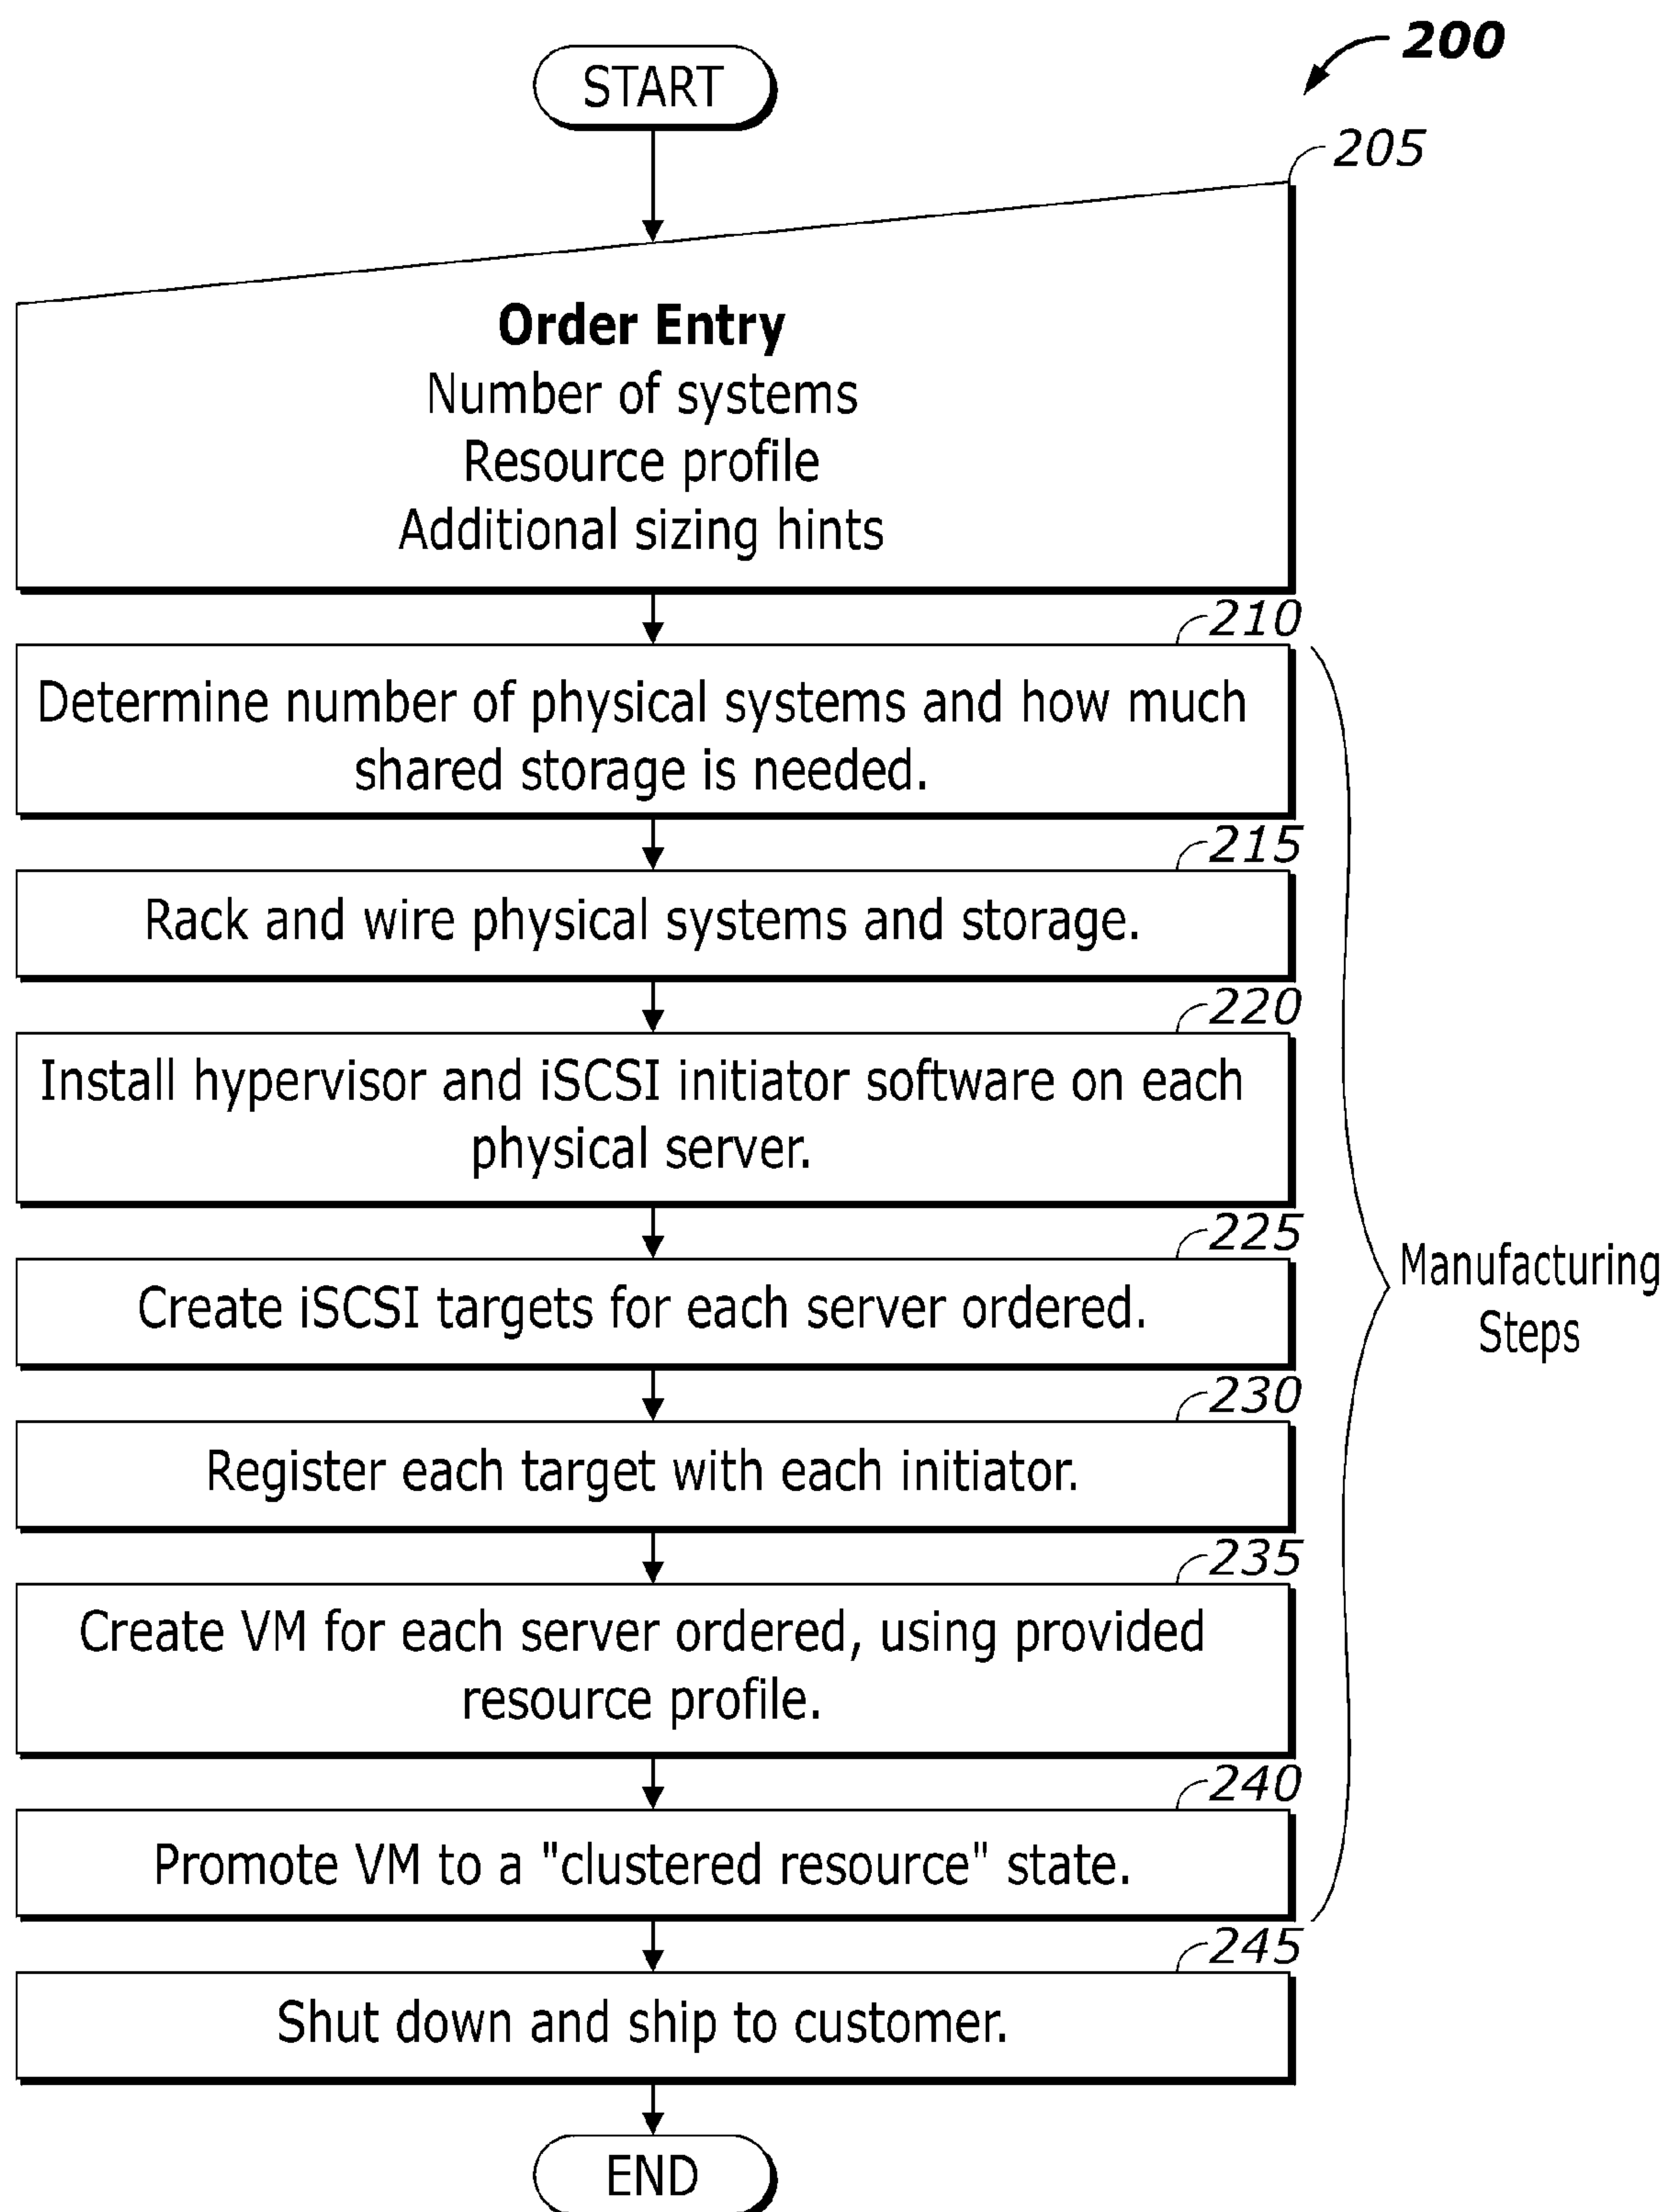 200
START
205
Order Entry
Number of systems
Resource profile
Additional sizing hints
210
Determine number of physical systems and how much
shared storage is needed.
215
Rack and wire physical systems and storage.
220
Install hypervisor and iSCSI initiator software on each
physical server.
225
Create iSCSI targets for each server ordered.
Manufacturing
Steps
230
Register each target with each initiator.
235
Create VM for each server ordered, using provided
resource profile.
240
Promote VM to a "clustered resource" state.
245
Shut down and ship to customer.
END